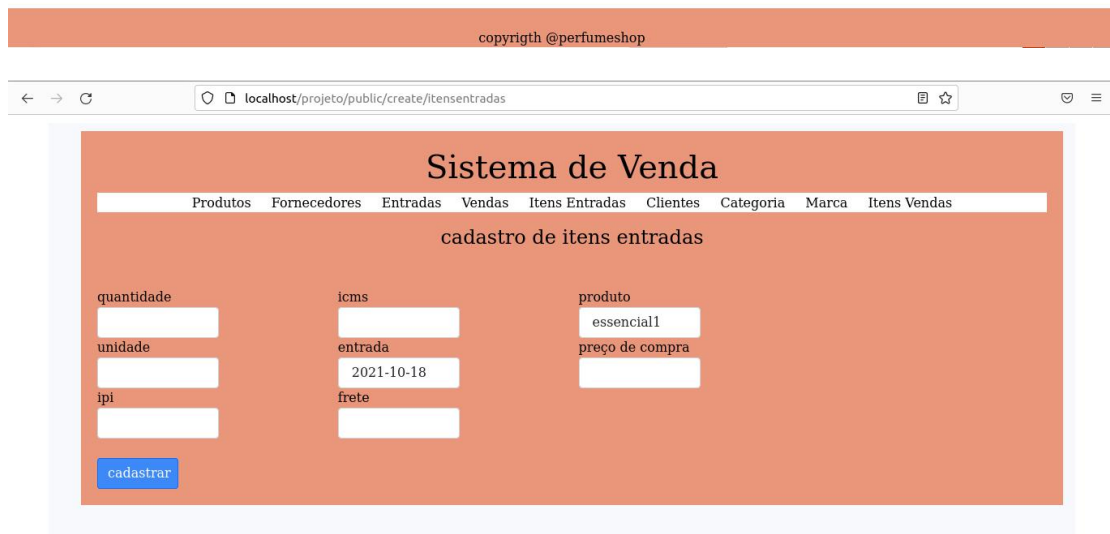 copyrigth @perfumeshop
localhost/projeto/public/create/itensentradas
Sistema de Venda
Produtos Fornecedores Entradas Vendas Itens Entradas Clientes Categoria Marca Itens Vendas
cadastro de itens entradas
quantidade icms produto
essencial1
unidade entrada preço de compra
2021-10-18
ipi frete
cadastrar